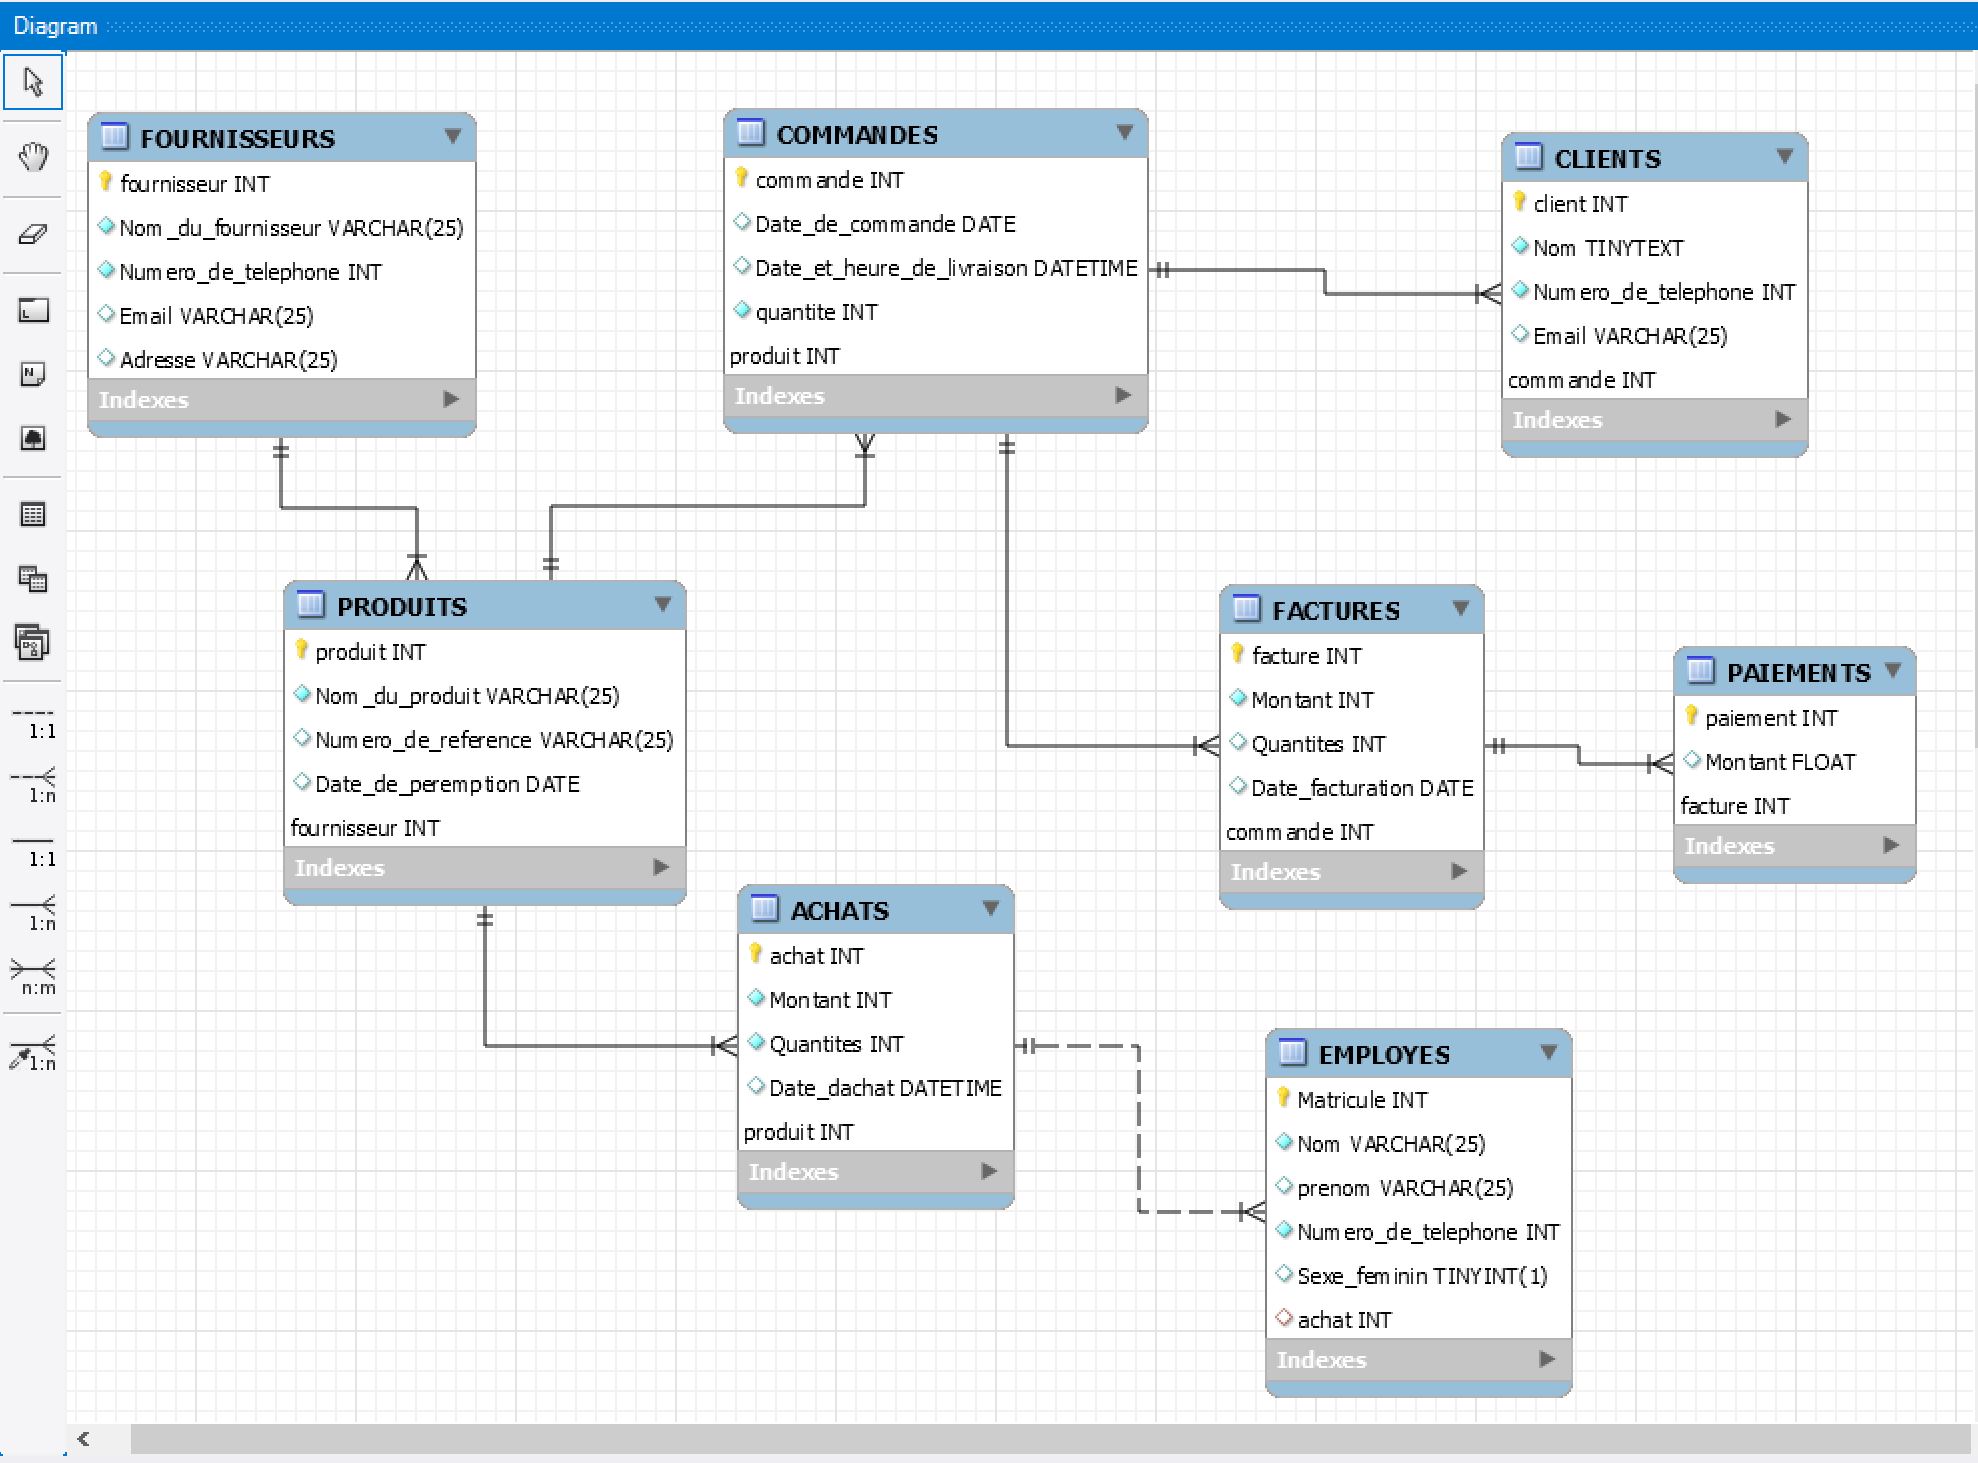 Diagram
FOURNISSEURS
fournisseur INT
Nom_du_fournisseur VARCHAR(25)
Numero_de_telephone INT
Email VARCHAR(25)
Adresse VARCHAR(25)
Indexes
COMMANDES
commande INT
Date_de_commande DATE
Date_et_heure_de_livraison DATETIME
quantite INT
produit INT
Indexes
CLIENTS
client INT
Nom TINYTEXT
Numero_de_telephone INT
Email VARCHAR(25)
commande INT
Indexes
PRODUITS
produit INT
Nom_du_produit VARCHAR(25)
Numero_de_reference VARCHAR(25)
Date_de_peremption DATE
fournisseur INT
Indexes
FACTURES
facture INT
Montant INT
Quantites INT
Date_facturation DATE
commande INT
Indexes
PAIEMENTS
paiement INT
Montant FLOAT
facture INT
Indexes
ACHATS
achat INT
Montant INT
Quantites INT
Date_dachat DATETIME
produit INT
Indexes
EMPLOYES
Matricule INT
Nom VARCHAR(25)
prenom VARCHAR(25)
Numero_de_telephone INT
Sexe_feminin TINYINT(1)
achat INT
Indexes
1:1
1:n
1:1
1:n
n:m
1:n